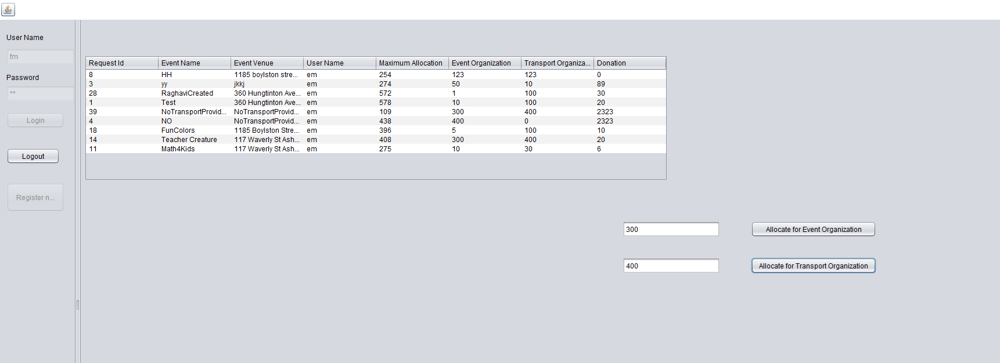 User Name
fm
Password
**
Login
Logout
Register n...
Request Id Event Name Event Venue User Name Maximum Allocation Event Organization Transport Organiza... Donation
8 HH 1185 boylston stre... em 254 123 123 0
3 yy jkkj em 274 50 10 89
28 RaghaviCreated 360 Hungtinton Ave... em 572 1 100 30
1 Test 360 Hungtinton Ave... em 578 10 100 20
39 NoTransportProvid... NoTransportProvid... em 109 300 400 2323
4 NO NoTransportProvid... em 438 400 0 2323
18 FunColors 1185 Boylston Stre... em 396 5 100 10
14 Teacher Creature 117 Waverly St Ash... em 408 300 400 20
11 Math4Kids 117 Waverly St Ash... em 275 10 30 6
300 Allocate for Event Organization
400 Allocate for Transport Organization